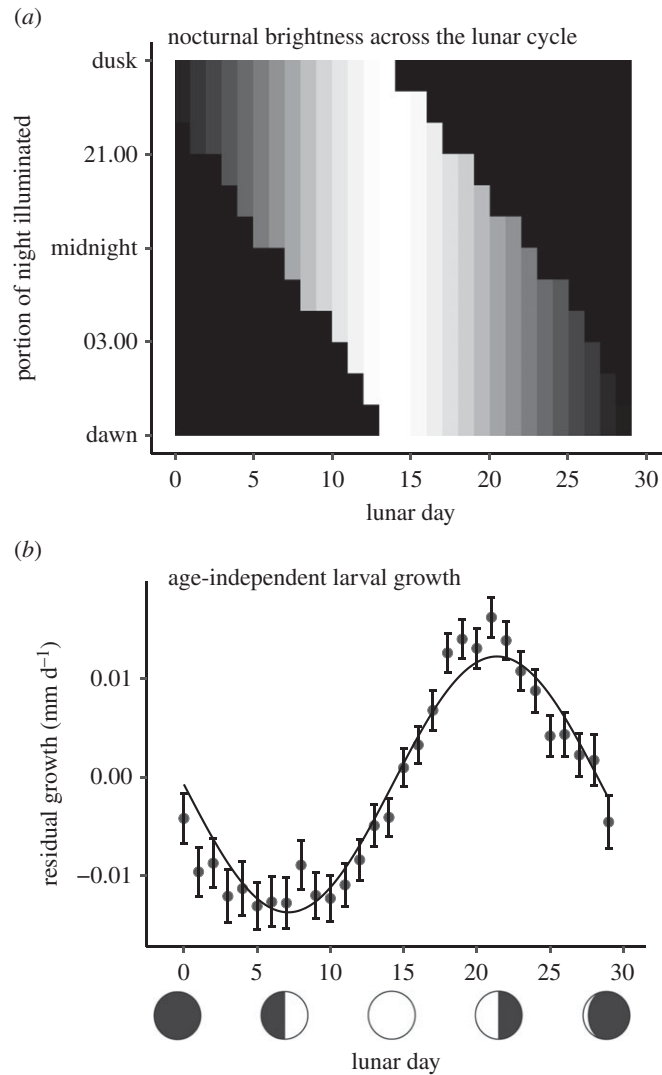 (a)
nocturnal brightness across the lunar cycle
portion of night illuminated
dusk
21.00
midnight
03.00
dawn
0 5 10 15 20 25 30
lunar day
(b)
age-independent larval growth
residual growth (mm d⁻¹)
0.01
0.00
−0.01
0 5 10 15 20 25 30
lunar day